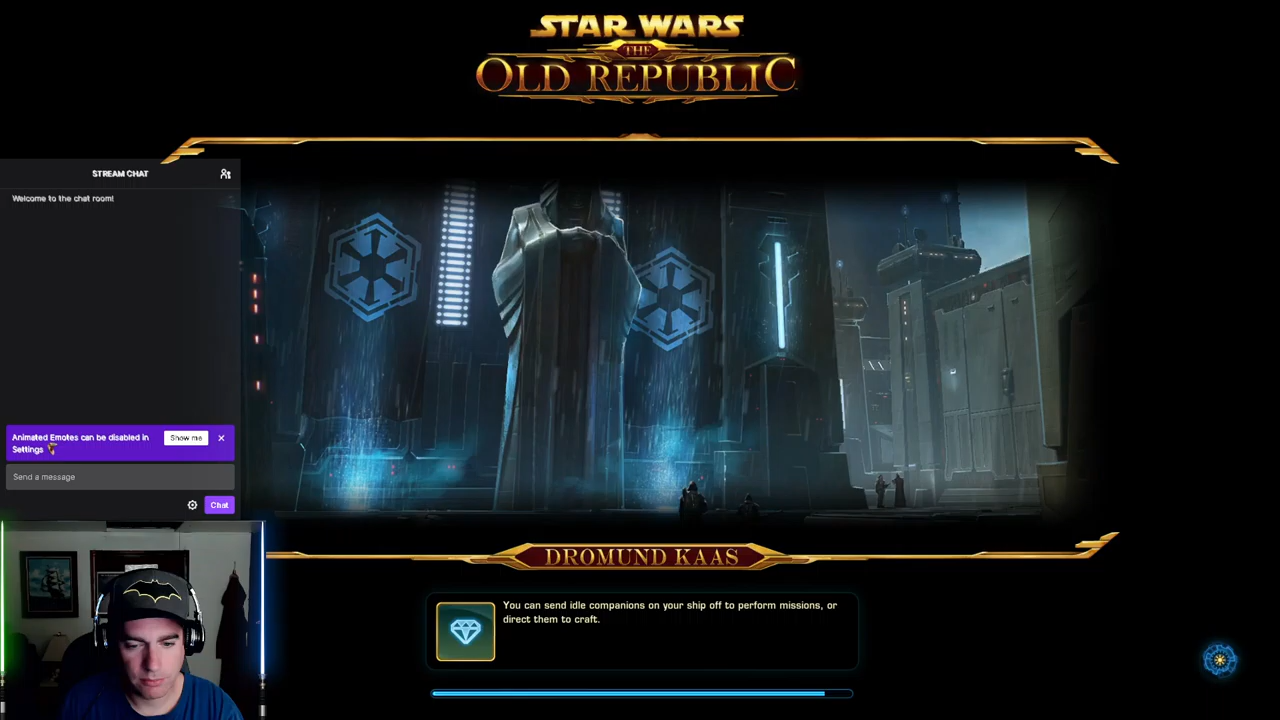 STAR WARS
THE
OLD REPUBLIC
STREAM CHAT
Welcome to the chat room!
Animated Emotes can be disabled in
Settings
Show me
Send a message
Chat
DROMUND KAAS
You can send idle companions on your ship off to perform missions, or
direct them to craft.